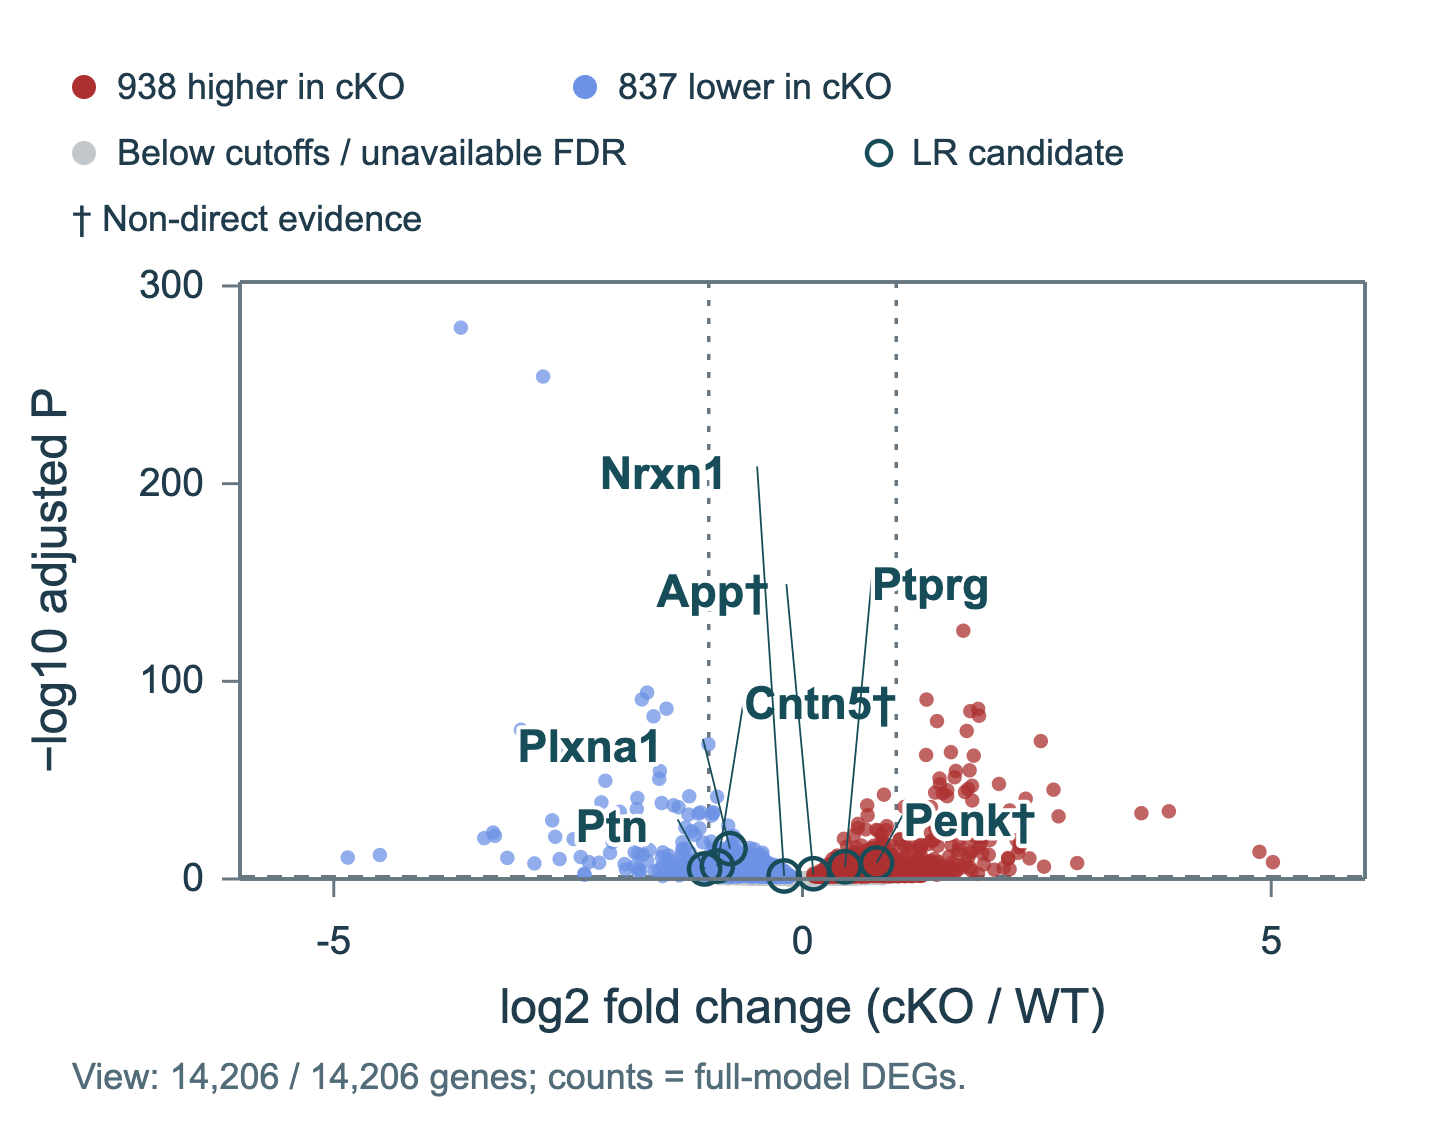 938 higher in cKO
837 lower in cKO
Below cutoffs / unavailable FDR
LR candidate
† Non-direct evidence
300
200
100
0
−log10 adjusted P
Nrxn1
App†
Ptprg
Cntn5†
Plxna1
Ptn
Penk†
-5
0
5
log2 fold change (cKO / WT)
View: 14,206 / 14,206 genes; counts = full-model DEGs.